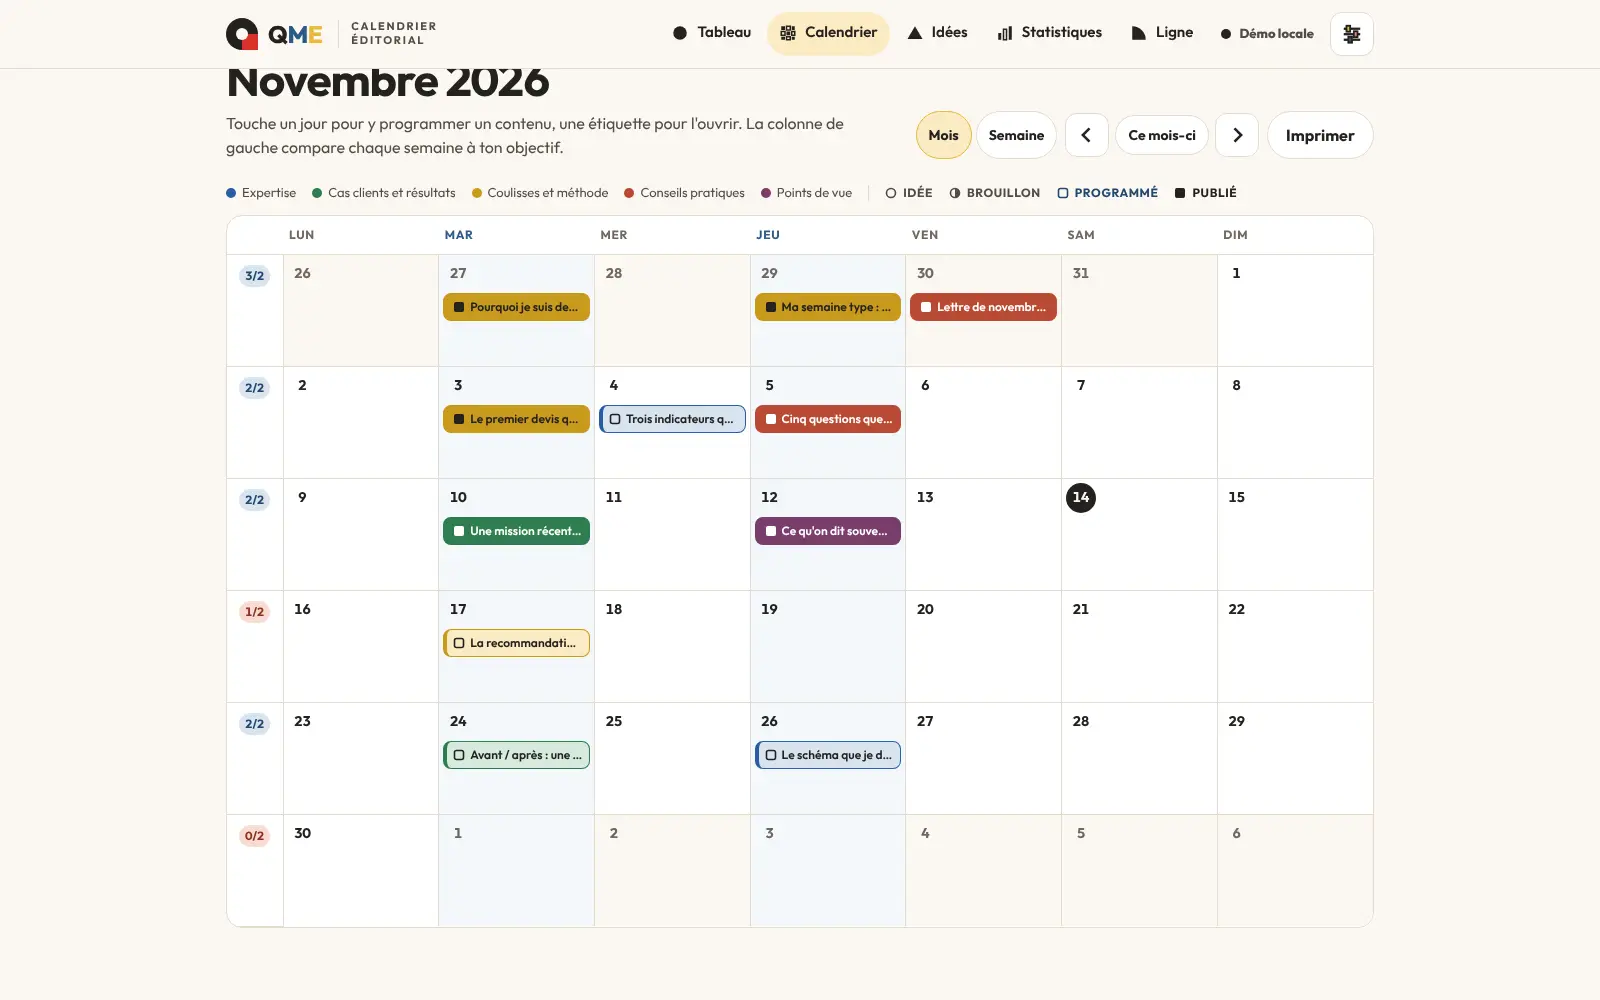 QME
CALENDRIER
ÉDITORIAL
Tableau
Calendrier
Idées
Statistiques
Ligne
Démo locale
Novembre 2026
Touche un jour pour y programmer un contenu, une étiquette pour l'ouvrir. La colonne de
gauche compare chaque semaine à ton objectif.
Mois
Semaine
Ce mois-ci
Imprimer
Expertise
Cas clients et résultats
Coulisses et méthode
Conseils pratiques
Points de vue
IDÉE
BROUILLON
PROGRAMMÉ
PUBLIÉ
LUN MAR MER JEU VEN SAM DIM
3/2 26 27 28 29 30 31 1
Pourquoi je suis de...
Ma semaine type : ...
Lettre de novembr...
2/2 2 3 4 5 6 7 8
Le premier devis q...
Trois indicateurs q...
Cinq questions que...
2/2 9 10 11 12 13 14 15
Une mission récent...
Ce qu'on dit souve...
1/2 16 17 18 19 20 21 22
La recommandati...
2/2 23 24 25 26 27 28 29
Avant / après : une ...
Le schéma que je d...
0/2 30 1 2 3 4 5 6